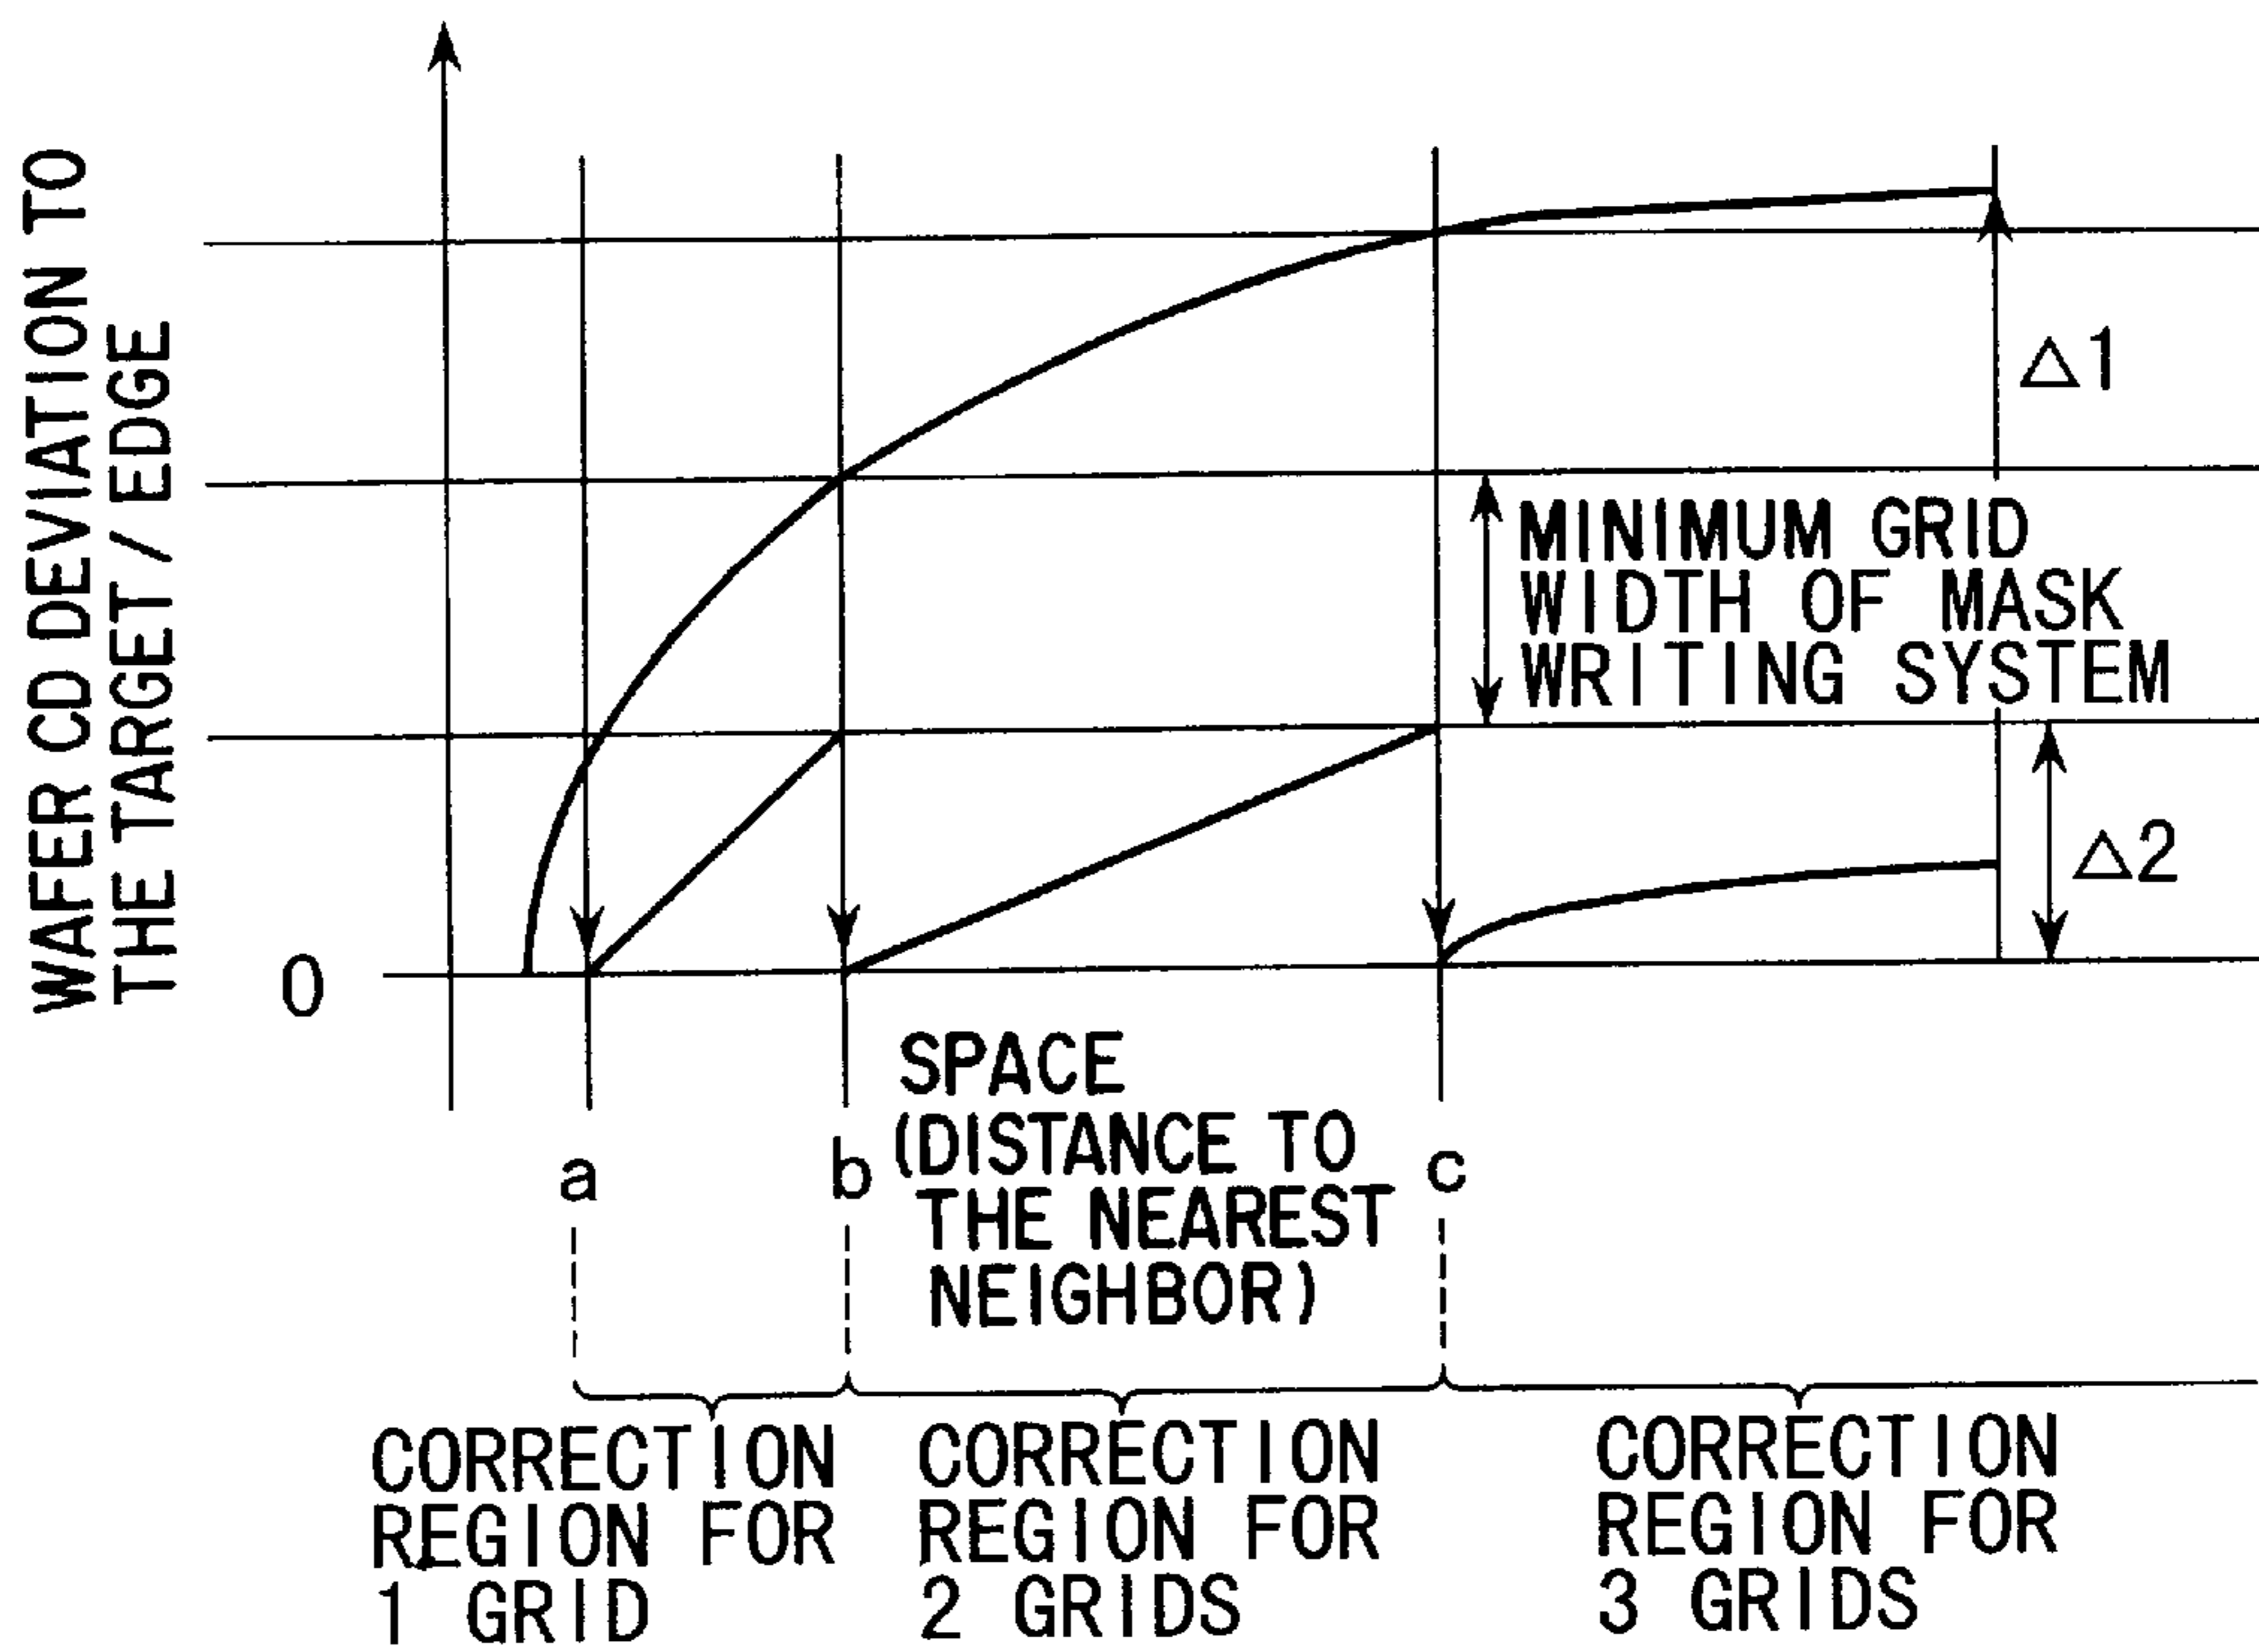 WAFER CD DEVIATION TO
THE TARGET / EDGE
△1
MINIMUM GRID
WIDTH OF MASK
WRITING SYSTEM
△2
0
SPACE
(DISTANCE TO
THE NEAREST
NEIGHBOR)
a
b
c
CORRECTION
REGION FOR
1 GRID
CORRECTION
REGION FOR
2 GRIDS
CORRECTION
REGION FOR
3 GRIDS